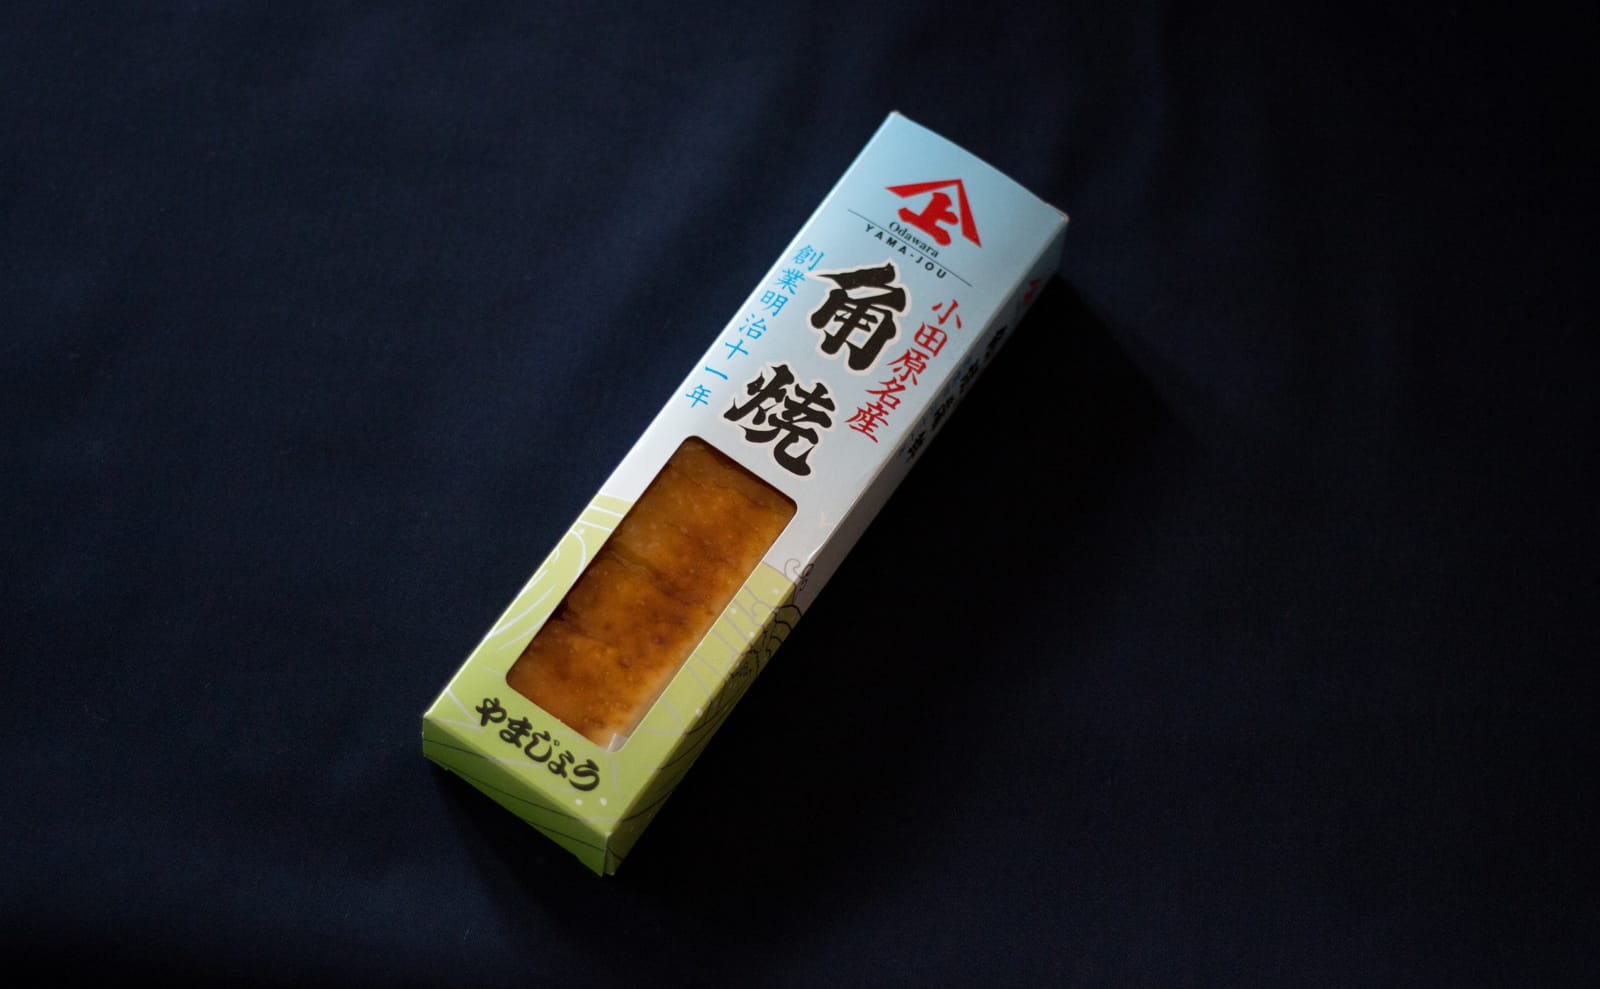 上
Odawara
YAMA-JOU
小田原名産
角焼
創業明治十一年
やまじょう